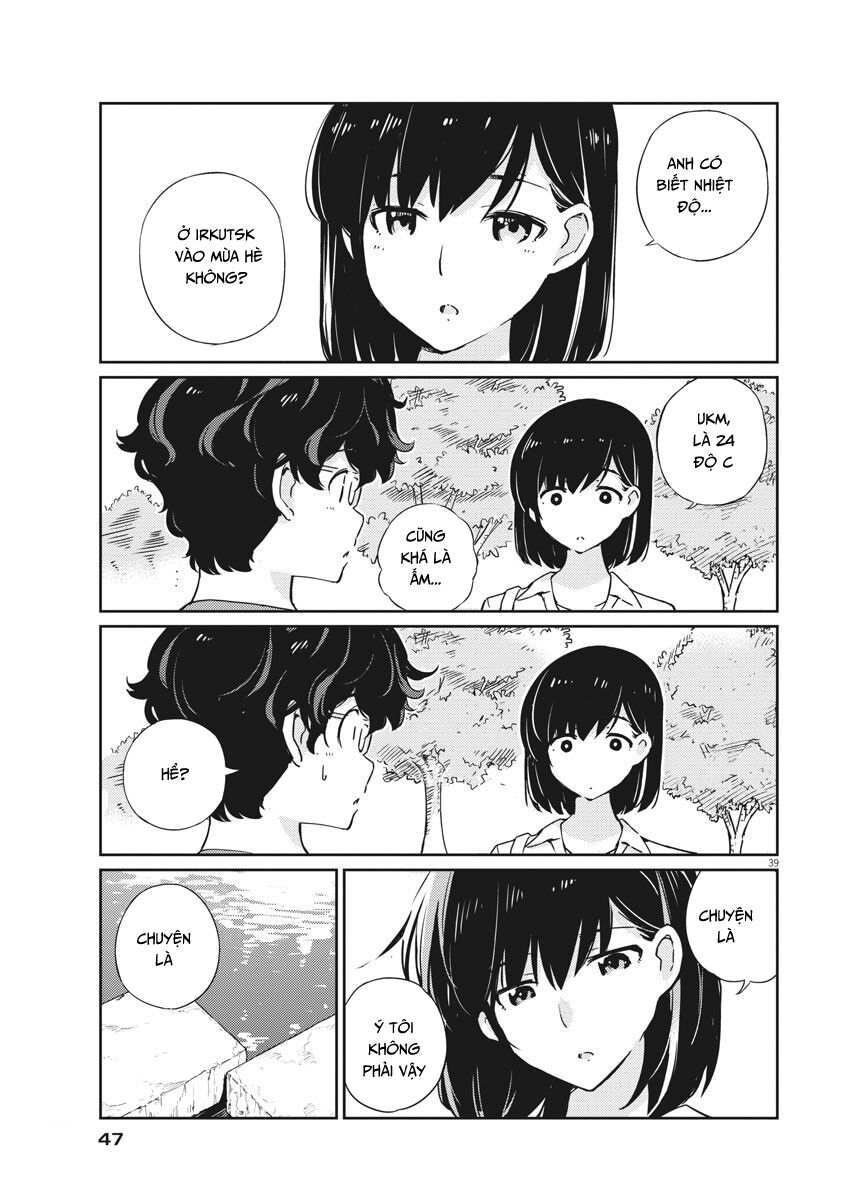 ANH CÓ
BIẾT NHIỆT
ĐỘ...
Ở IRKUTSK
VÀO MÙA HÈ
KHÔNG?
UKM,
LÀ 24
ĐỘ C
CŨNG
KHÁ LÀ
ẤM...
HỂ?
39
CHUYỆN LÀ
Ý TÔI
KHÔNG
PHẢI VẬY
CHUYỆN
LÀ
47